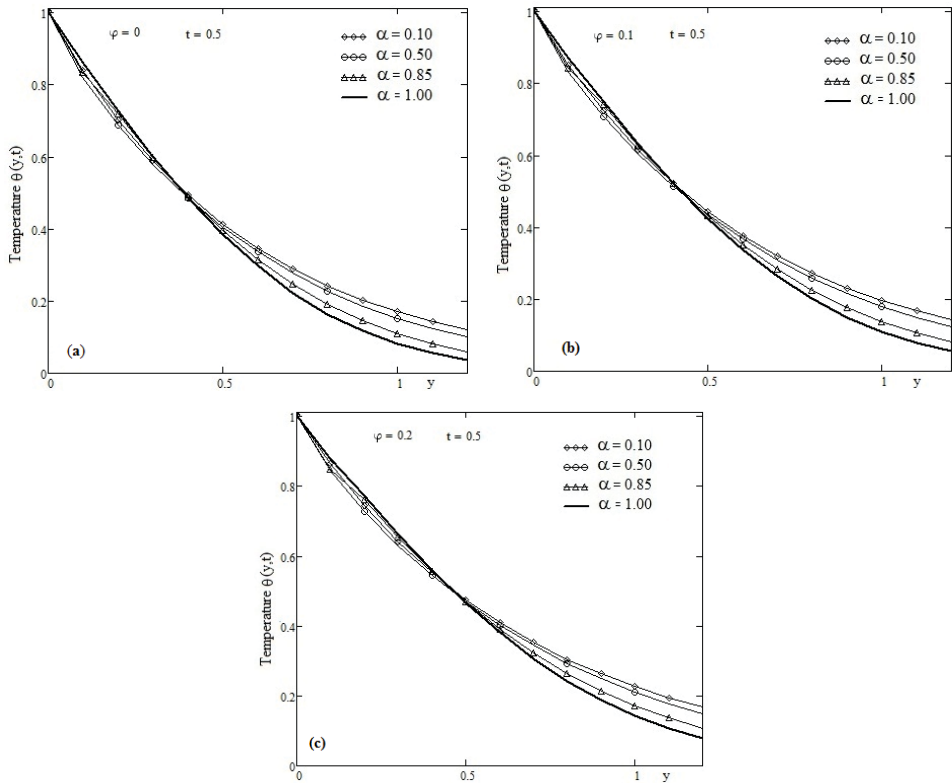 φ = 0 t = 0.5
α = 0.10
α = 0.50
α = 0.85
α = 1.00
Temperature θ (y,t)
1
0.8
0.6
0.4
0.2
0
(a)
0 0.5 1 y
φ = 0.1 t = 0.5
α = 0.10
α = 0.50
α = 0.85
α = 1.00
Temperature θ (y,t)
1
0.8
0.6
0.4
0.2
0
(b)
0 0.5 1 y
φ = 0.2 t = 0.5
α = 0.10
α = 0.50
α = 0.85
α = 1.00
Temperature θ (y,t)
1
0.8
0.6
0.4
0.2
0
(c)
0 0.5 1 y